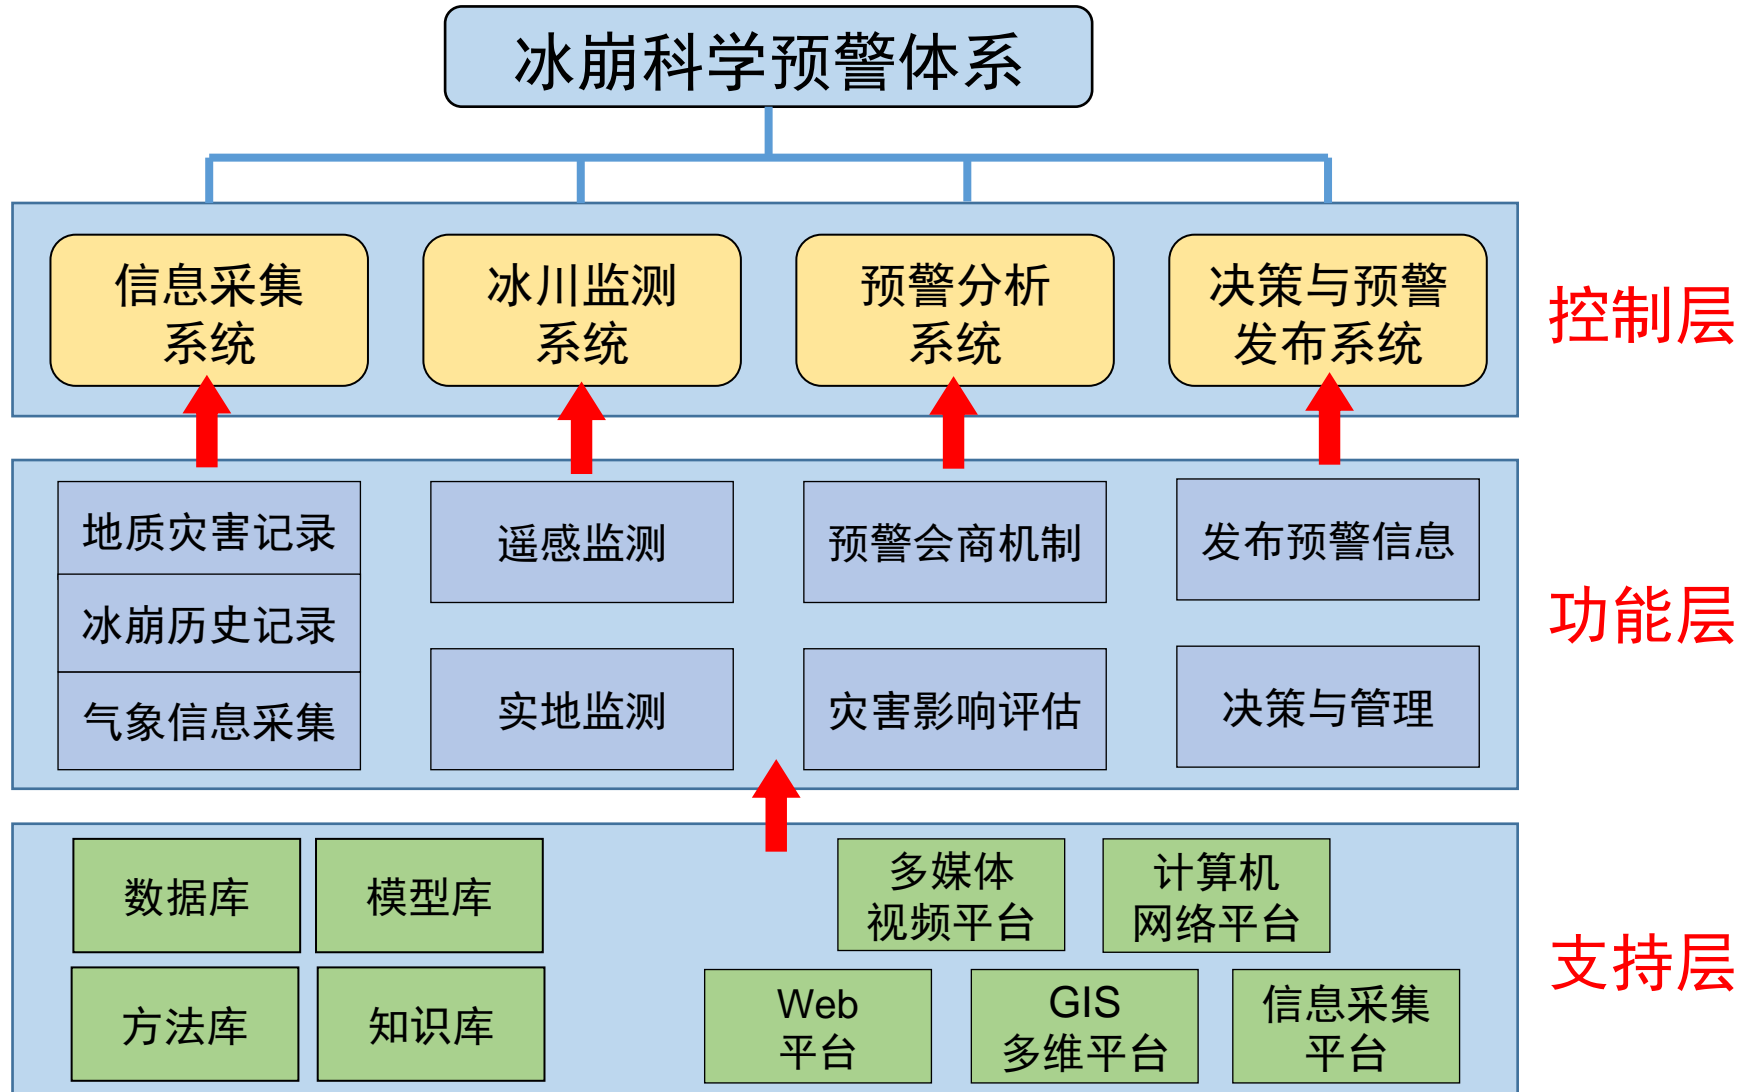 冰崩科学预警体系
信息采集
系统
冰川监测
系统
预警分析
系统
决策与预警
发布系统
控制层
地质灾害记录
冰崩历史记录
气象信息采集
遥感监测
实地监测
预警会商机制
灾害影响评估
发布预警信息
决策与管理
功能层
数据库
模型库
方法库
知识库
多媒体
视频平台
计算机
网络平台
Web
平台
GIS
多维平台
信息采集
平台
支持层